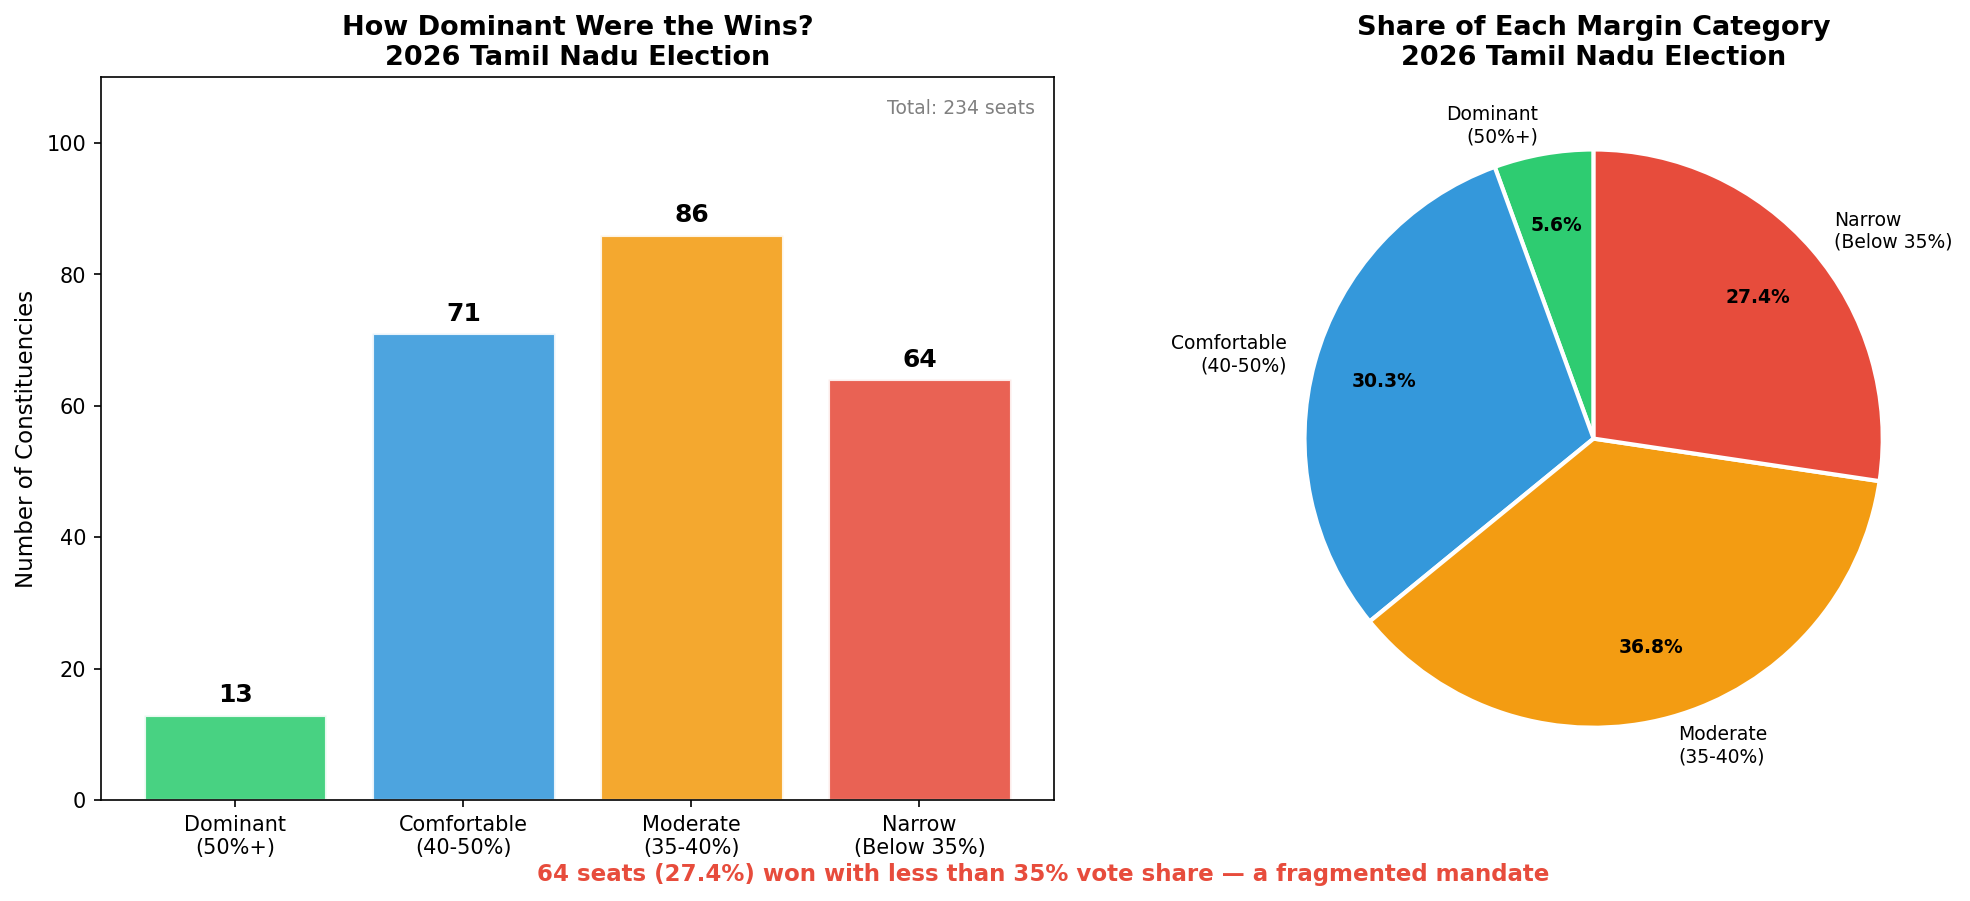 How Dominant Were the Wins?
2026 Tamil Nadu Election
Total: 234 seats
Number of Constituencies
100
80
60
40
20
0
13
71
86
64
Dominant
(50%+)
Comfortable
(40-50%)
Moderate
(35-40%)
Narrow
(Below 35%)
Share of Each Margin Category
2026 Tamil Nadu Election
Dominant
(50%+)
5.6%
Narrow
(Below 35%)
27.4%
Comfortable
(40-50%)
30.3%
36.8%
Moderate
(35-40%)
64 seats (27.4%) won with less than 35% vote share — a fragmented mandate